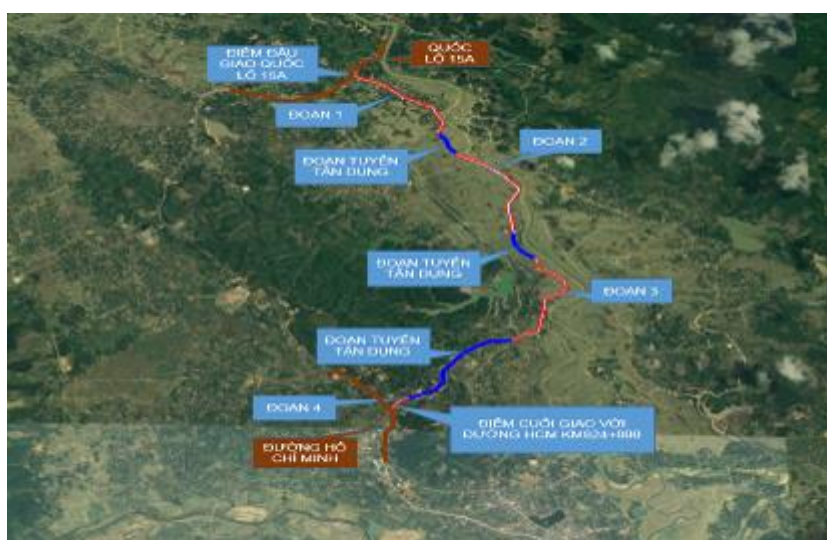 QUỐC
LỘ 15A
ĐIỂM ĐẦU
GIAO QUỐC
LỘ 15A
ĐOẠN 1
ĐOẠN 2
ĐOẠN TUYẾN
TẬN DỤNG
ĐOẠN TUYẾN
TẬN DỤNG
ĐOẠN 3
ĐOẠN TUYẾN
TẬN DỤNG
ĐOẠN 4
ĐIỂM CUỐI GIAO VỚI
ĐƯỜNG HCM
ĐƯỜNG HỒ
CHÍ MINH